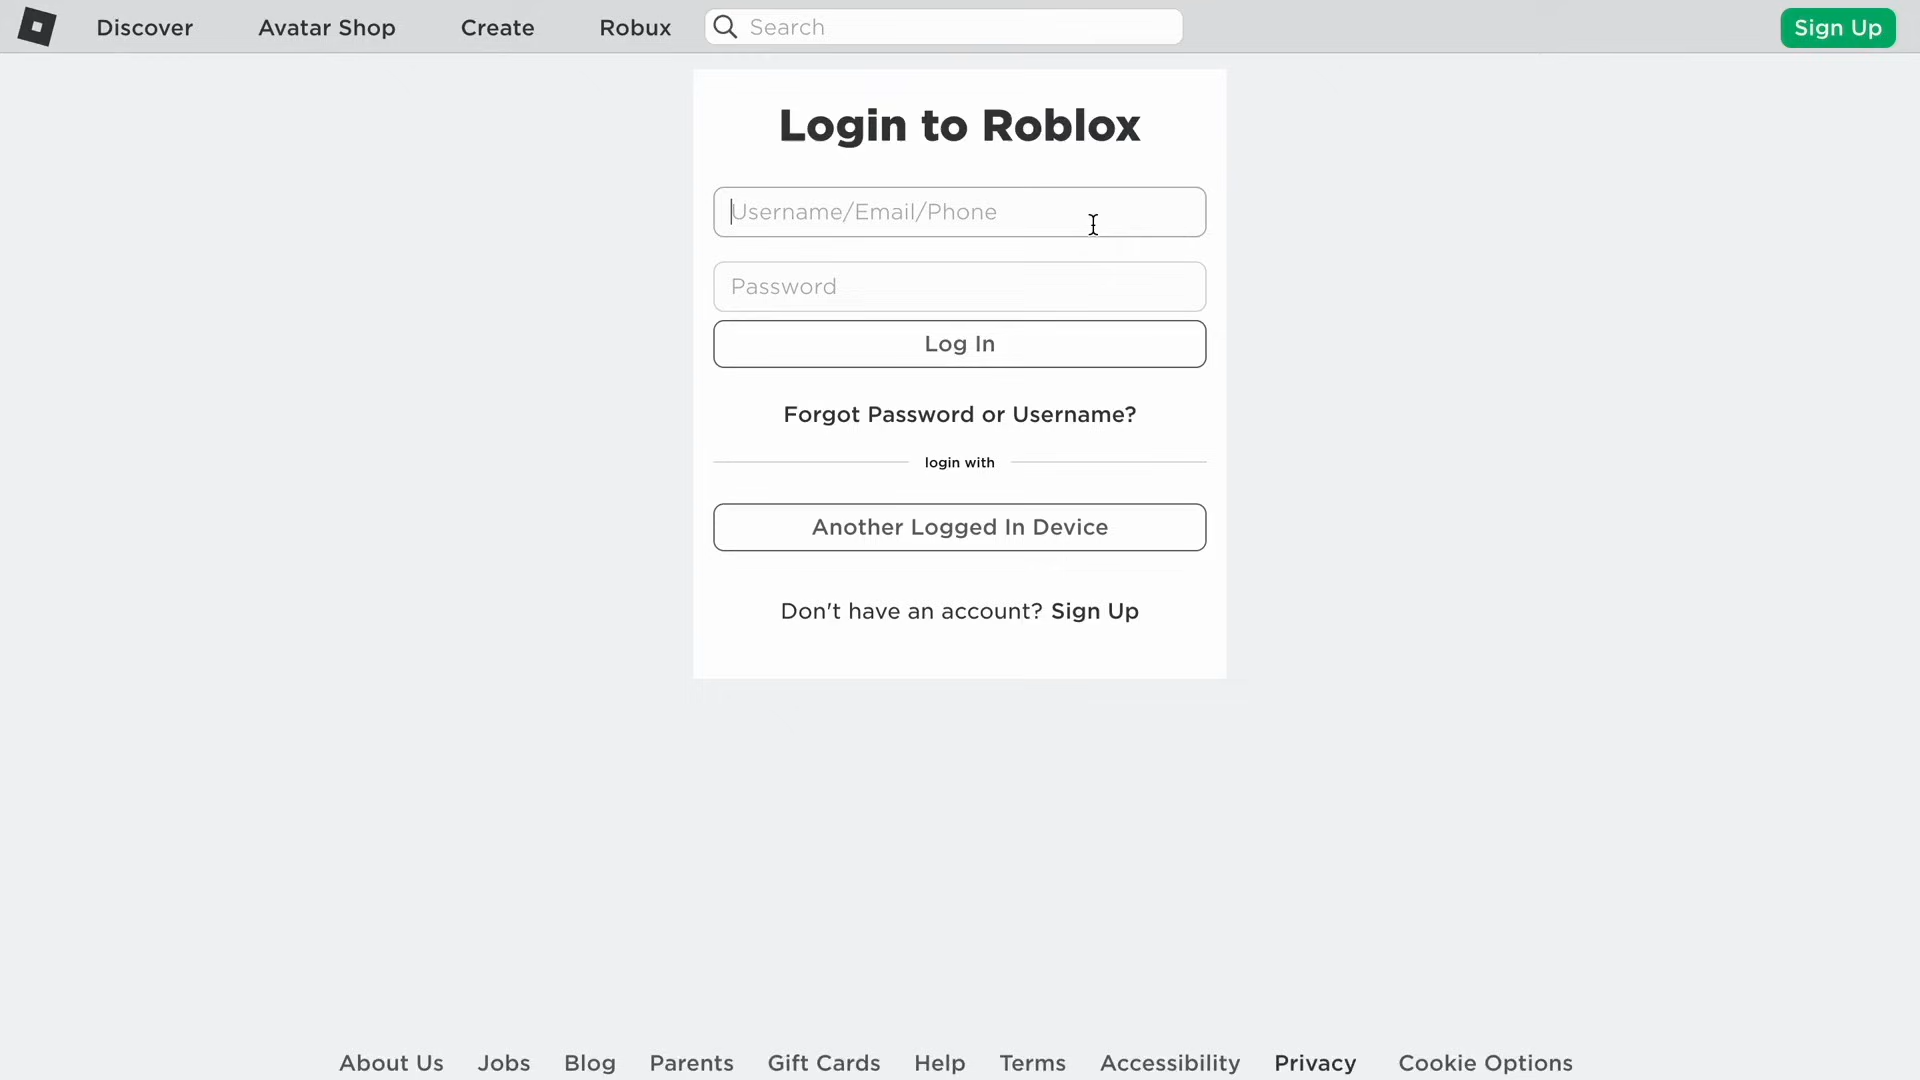 Discover Avatar Shop Create Robux Search Sign Up
Login to Roblox
Username/Email/Phone
Password
Log In
Forgot Password or Username?
login with
Another Logged In Device
Don't have an account? Sign Up
About Us Jobs Blog Parents Gift Cards Help Terms Accessibility Privacy Cookie Options